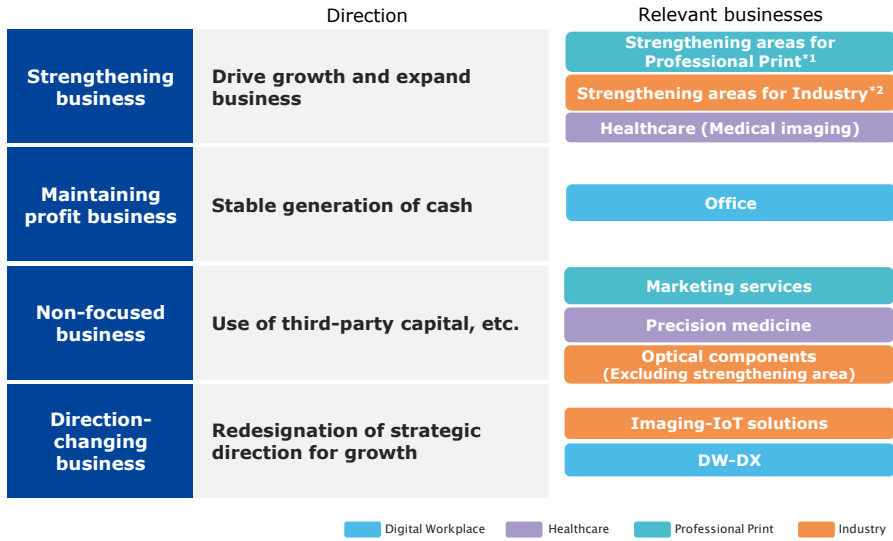 Direction
Relevant businesses
Strengthening
business
Drive growth and expand
business
Strengthening areas for
Professional Print*1
Strengthening areas for Industry*2
Healthcare (Medical imaging)
Maintaining
profit business
Stable generation of cash
Office
Non-focused
business
Use of third-party capital, etc.
Marketing services
Precision medicine
Optical components
(Excluding strengthening area)
Direction-
changing
business
Redesignation of strategic
direction for growth
Imaging-IoT solutions
DW-DX
Digital Workplace
Healthcare
Professional Print
Industry